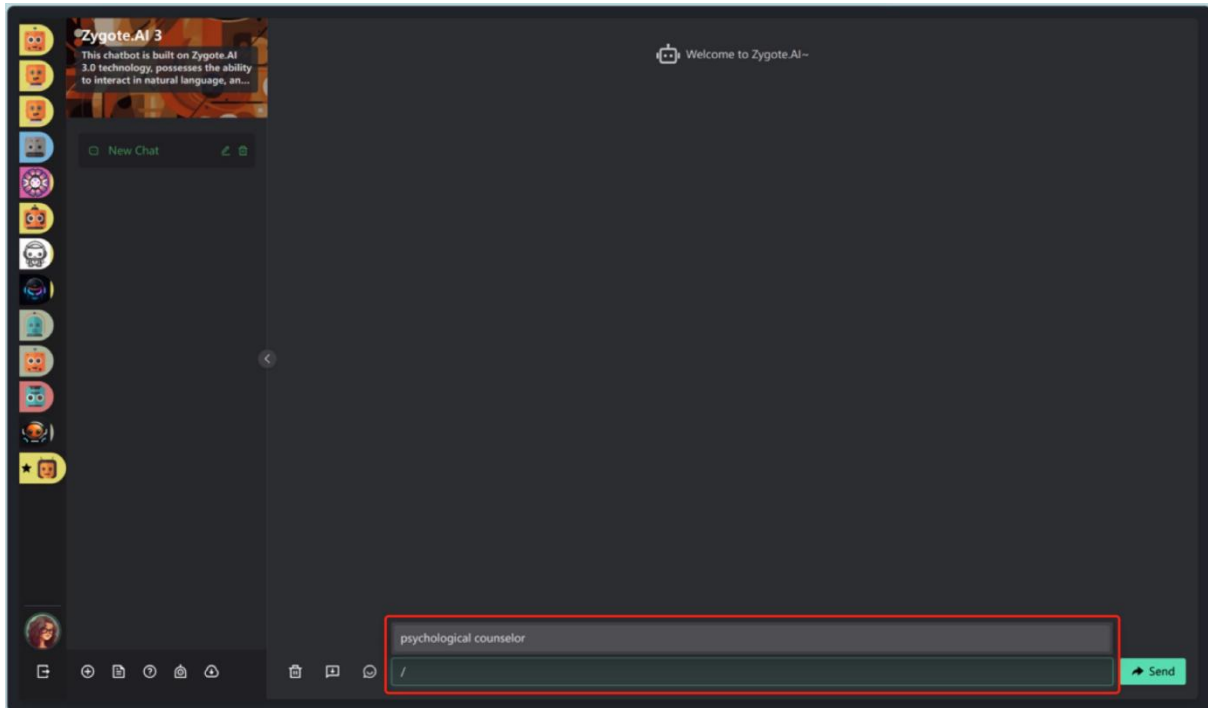 Zygote.AI 3
This chatbot is built on Zygote.AI
3.0 technology, possesses the ability
to interact in natural language, an...
Welcome to Zygote.AI~
New Chat
psychological counselor
/
Send